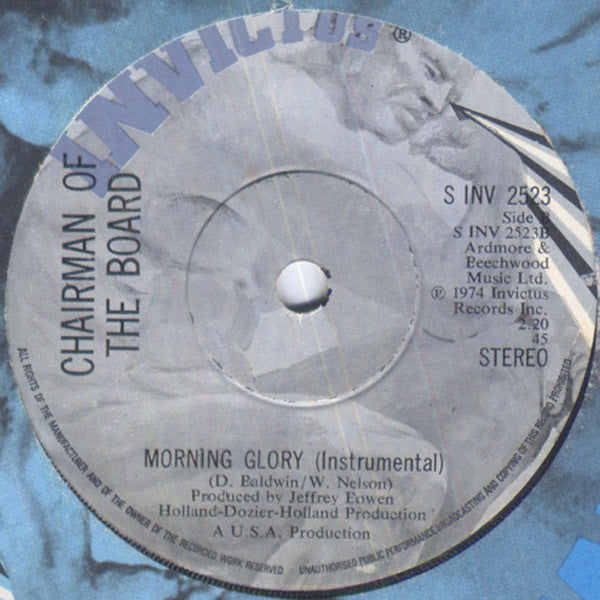 INVICTUS ®
CHAIRMAN OF
THE BOARD
S INV 2523
Side B
S INV 2523B
Ardmore &
Beechwood
Music Ltd.
℗ 1974 Invictus
Records Inc.
2.20
45
STEREO
MORNING GLORY (Instrumental)
(D. Baldwin/W. Nelson)
Produced by Jeffrey Bowen
Holland-Dozier-Holland Production
A U.S.A. Production
ALL RIGHTS OF THE MANUFACTURER AND OF THE OWNER OF THE RECORDED WORK RESERVED
UNAUTHORISED PUBLIC PERFORMANCE BROADCASTING AND COPYING OF THIS RECORD PROHIBITED